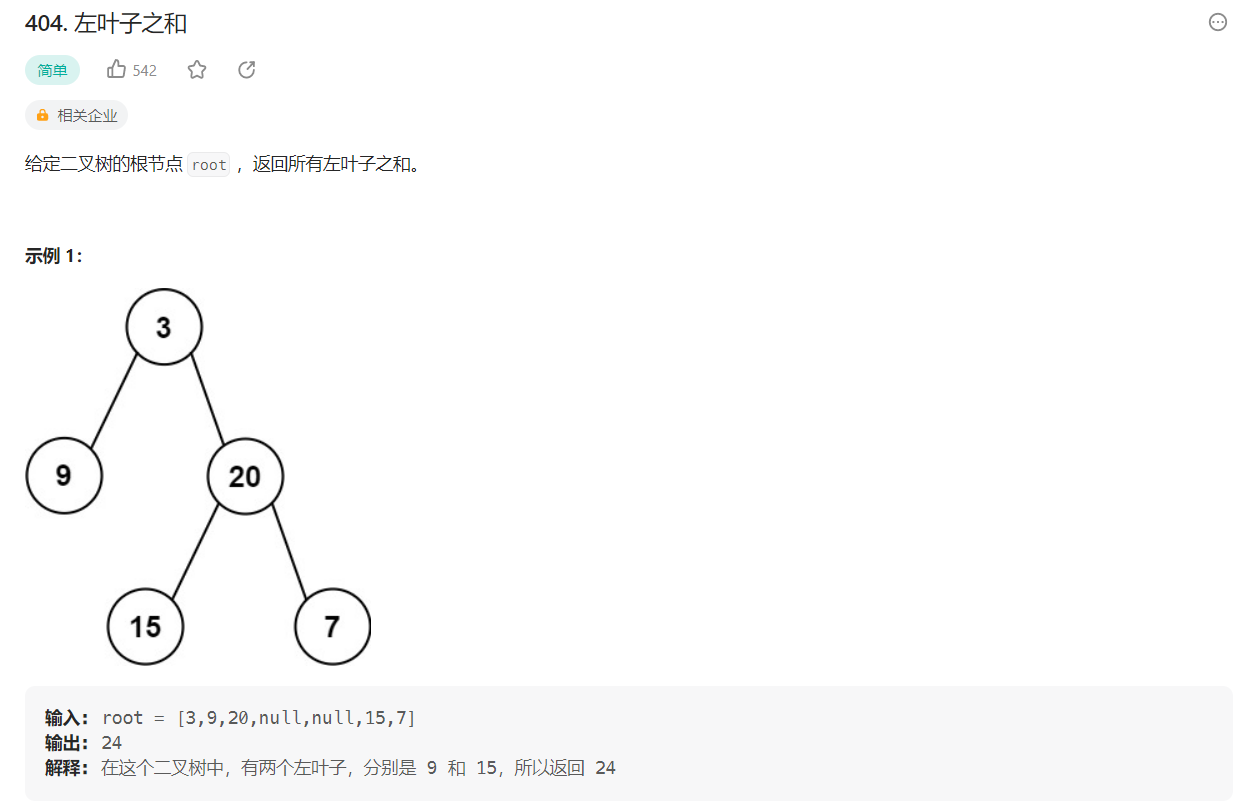 404. 左叶子之和
简单 542
相关企业
给定二叉树的根节点 root ，返回所有左叶子之和。
示例 1：
3
9 20
15 7
输入： root = [3,9,20,null,null,15,7]
输出： 24
解释： 在这个二叉树中，有两个左叶子，分别是 9 和 15，所以返回 24